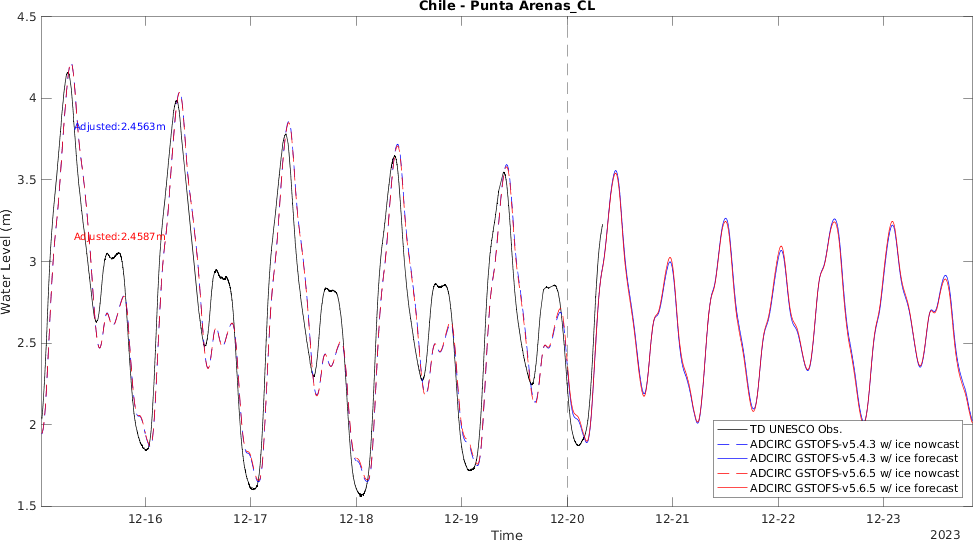 Chile - Punta Arenas_CL
4.5
4
3.5
3
2.5
2
1.5
Water Level (m)
Adjusted:2.4563m
Adjusted:2.4587m
TD UNESCO Obs.
ADCIRC GSTOFS-v5.4.3 w/ ice nowcast
ADCIRC GSTOFS-v5.4.3 w/ ice forecast
ADCIRC GSTOFS-v5.6.5 w/ ice nowcast
ADCIRC GSTOFS-v5.6.5 w/ ice forecast
12-16 12-17 12-18 12-19 12-20 12-21 12-22 12-23
Time
2023